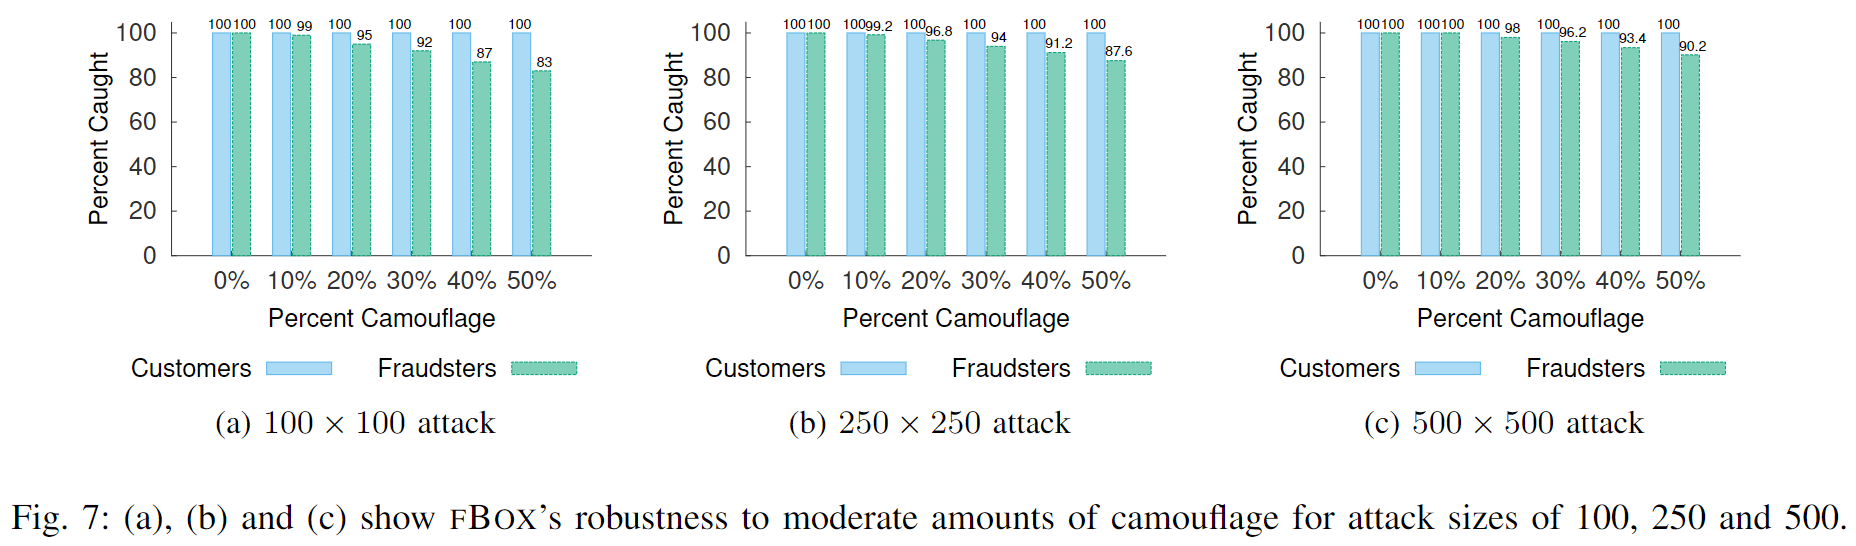 100 100 100 99 100 95 100 92 100 87 100 83
Percent Caught
100
80
60
40
20
0
0% 10% 20% 30% 40% 50%
Percent Camouflage
Customers Fraudsters
(a) 100 × 100 attack
100 100 100 99.2 100 96.8 100 94 100 91.2 100 87.6
Percent Caught
100
80
60
40
20
0
0% 10% 20% 30% 40% 50%
Percent Camouflage
Customers Fraudsters
(b) 250 × 250 attack
100 100 100 100 100 98 100 96.2 100 93.4 100 90.2
Percent Caught
100
80
60
40
20
0
0% 10% 20% 30% 40% 50%
Percent Camouflage
Customers Fraudsters
(c) 500 × 500 attack
Fig. 7: (a), (b) and (c) show FBOX's robustness to moderate amounts of camouflage for attack sizes of 100, 250 and 500.